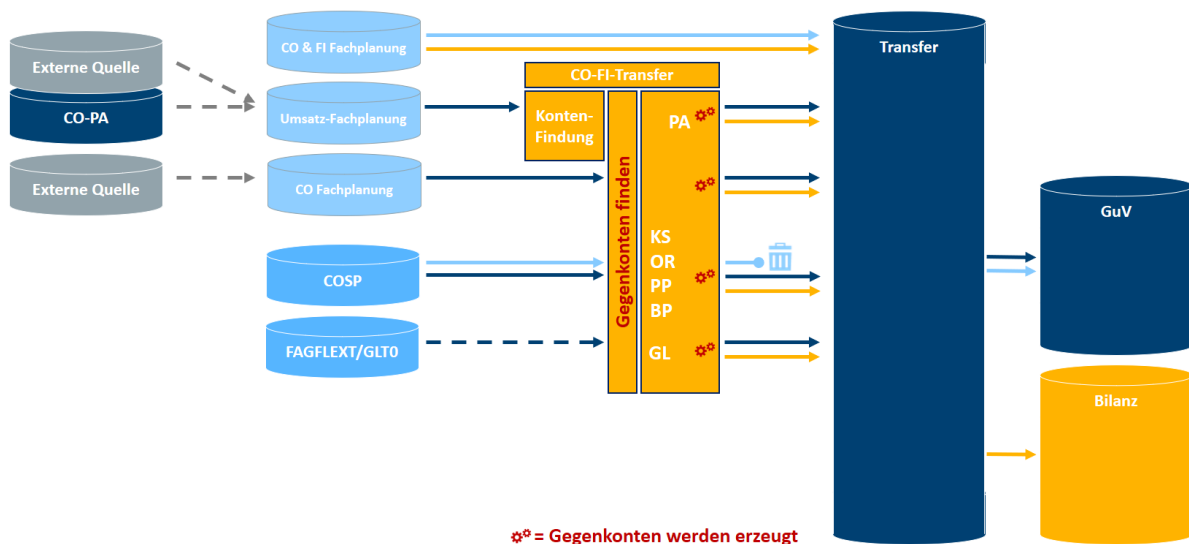 Externe Quelle
CO-PA
Externe Quelle
CO & FI Fachplanung
Umsatz-Fachplanung
CO Fachplanung
COSP
FAGFLEXT/GLT0
CO-FI-Transfer
Konten-
Findung
Gegenkonten finden
PA
KS
OR
PP
BP
GL
Transfer
GuV
Bilanz
= Gegenkonten werden erzeugt